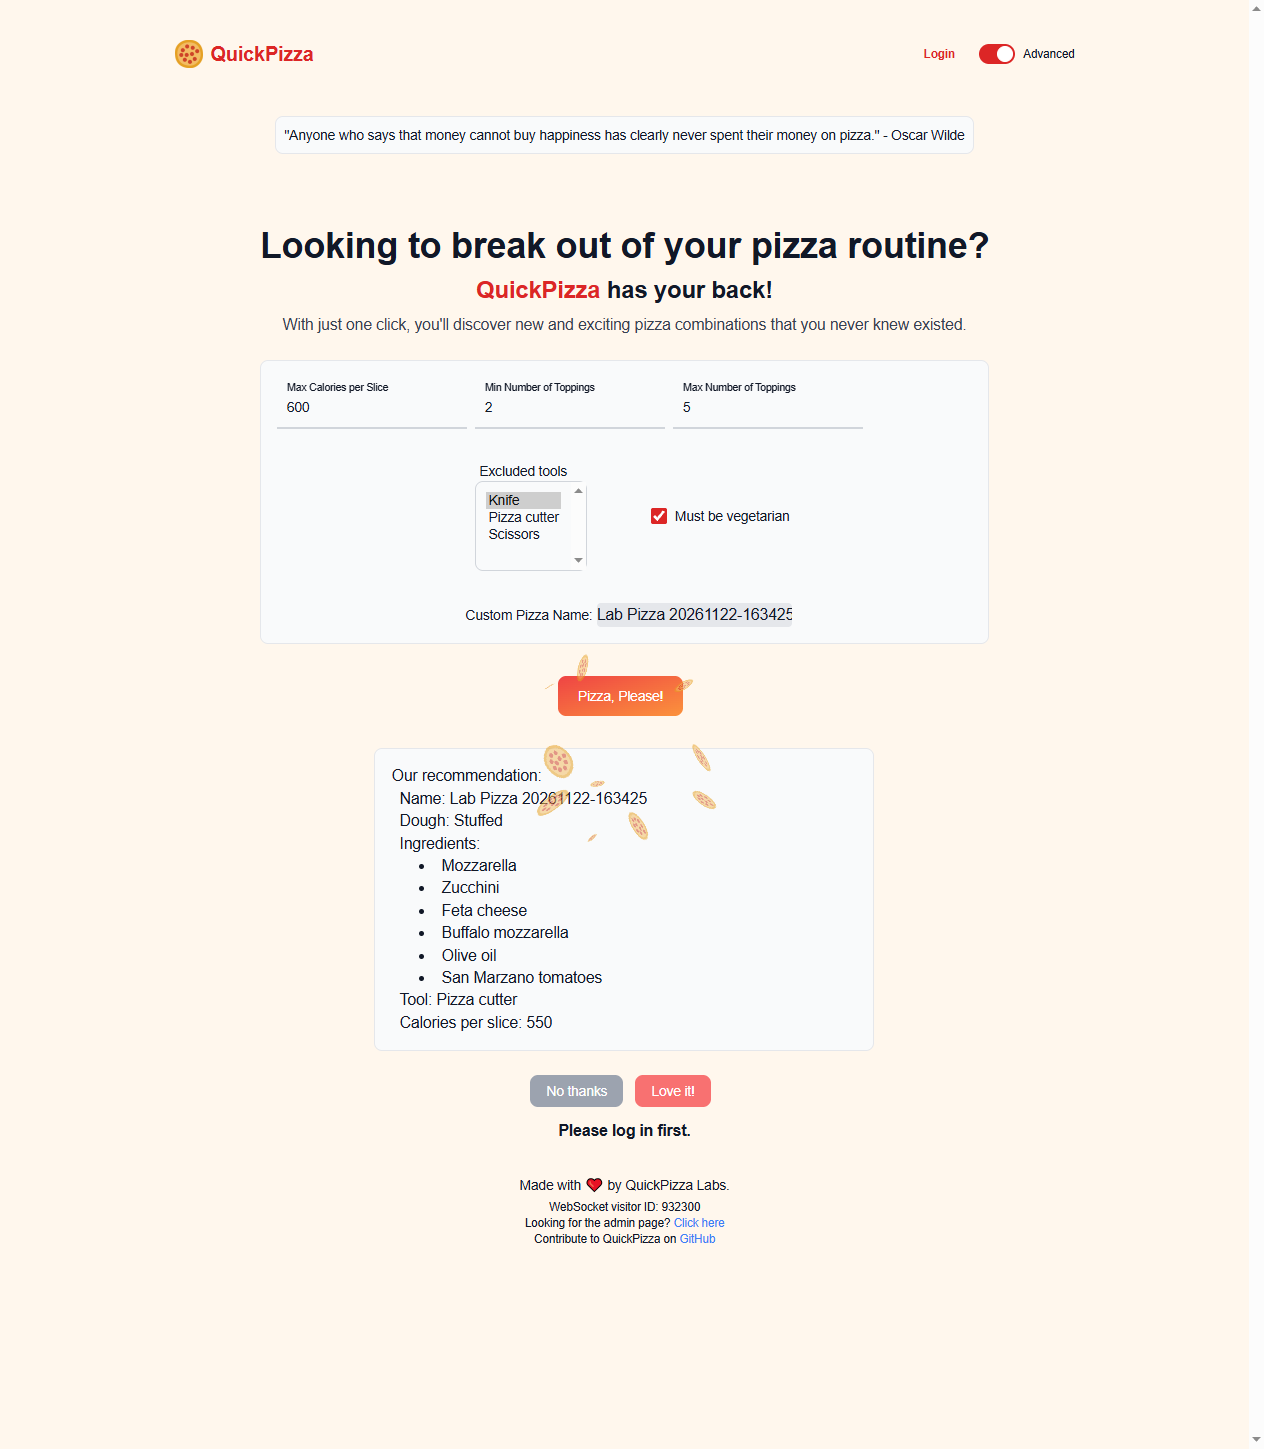 QuickPizza
Login
Advanced
"Anyone who says that money cannot buy happiness has clearly never spent their money on pizza." - Oscar Wilde
Looking to break out of your pizza routine?
QuickPizza has your back!
With just one click, you'll discover new and exciting pizza combinations that you never knew existed.
Max Calories per Slice
600
Min Number of Toppings
2
Max Number of Toppings
5
Excluded tools
Knife
Pizza cutter
Scissors
Must be vegetarian
Custom Pizza Name: Lab Pizza 20261122-163425
Pizza, Please!
Our recommendation:
Name: Lab Pizza 20261122-163425
Dough: Stuffed
Ingredients:
Mozzarella
Zucchini
Feta cheese
Buffalo mozzarella
Olive oil
San Marzano tomatoes
Tool: Pizza cutter
Calories per slice: 550
No thanks
Love it!
Please log in first.
Made with ❤️ by QuickPizza Labs.
WebSocket visitor ID: 932300
Looking for the admin page? Click here
Contribute to QuickPizza on GitHub